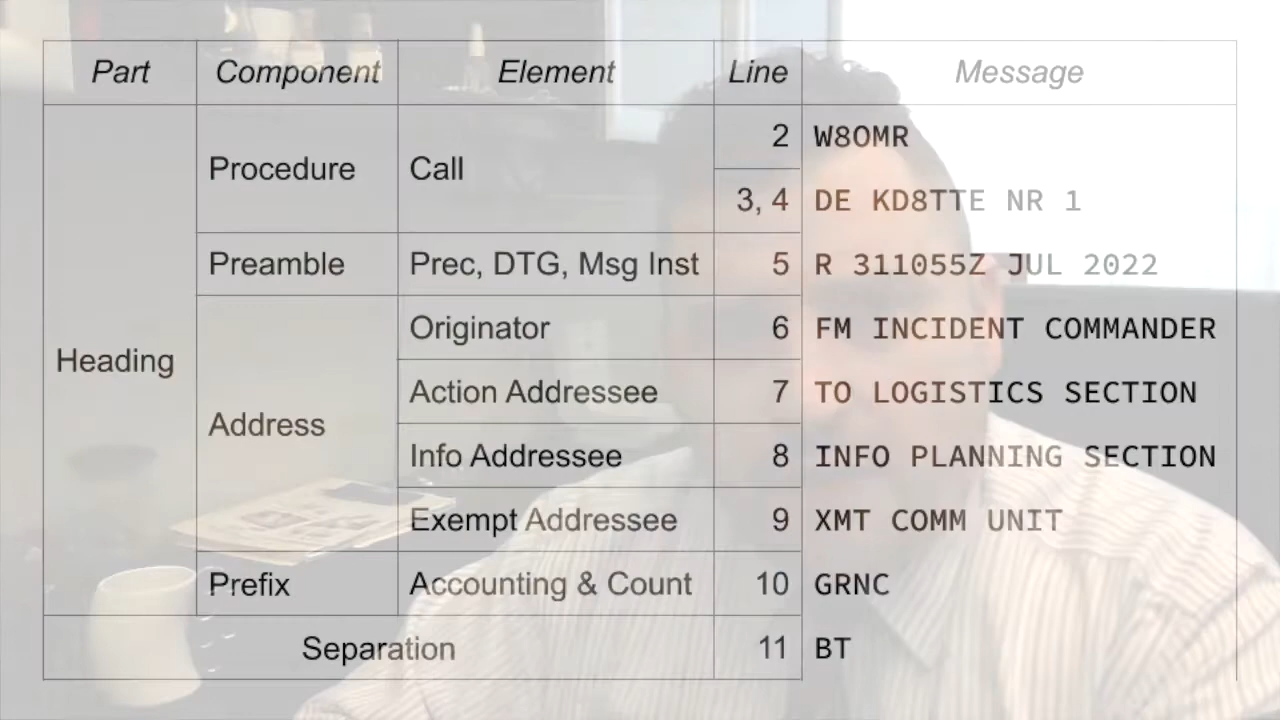 Part Component Element Line Message
Heading Procedure Call 2 W8OMR
3, 4 DE KD8TTE NR 1
Preamble Prec, DTG, Msg Inst 5 R 311055Z JUL 2022
Address Originator 6 FM INCIDENT COMMANDER
Action Addressee 7 TO LOGISTICS SECTION
Info Addressee 8 INFO PLANNING SECTION
Exempt Addressee 9 XMT COMM UNIT
Prefix Accounting & Count 10 GRNC
Separation 11 BT